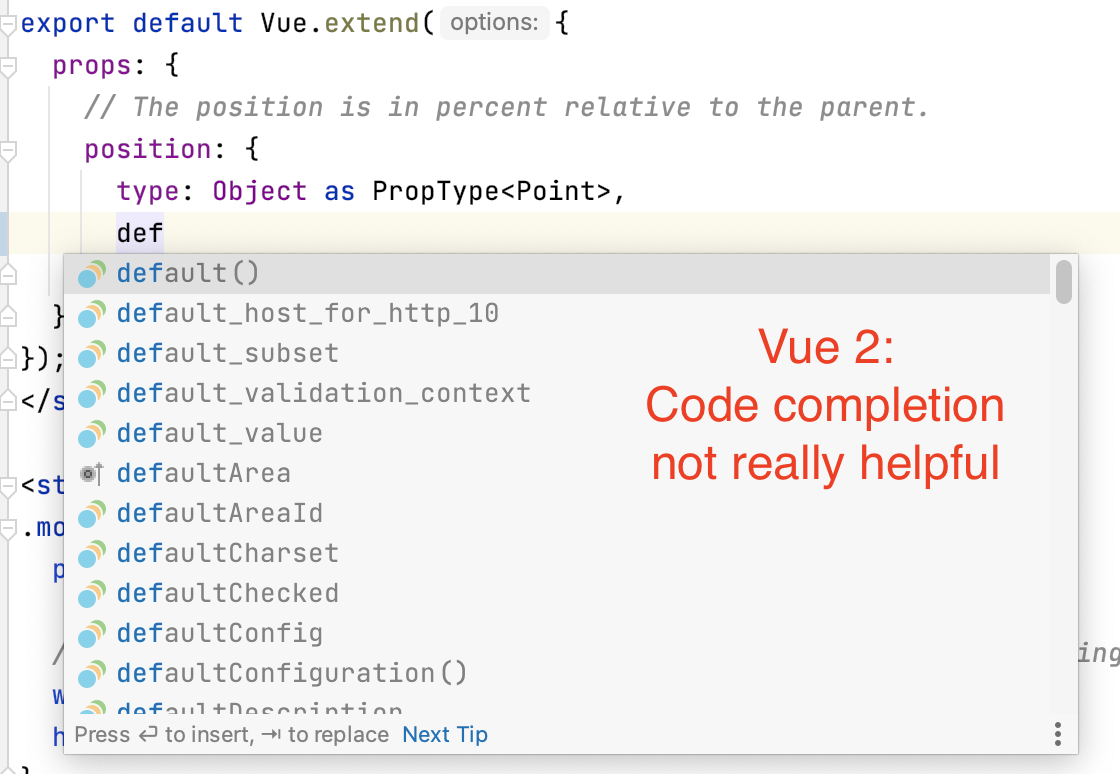 export default Vue.extend( options: {
props: {
// The position is in percent relative to the parent.
position: {
type: Object as PropType<Point>,
def
default()
default_host_for_http_10
default_subset
default_validation_context
default_value
defaultArea
defaultAreaId
defaultCharset
defaultChecked
defaultConfig
defaultConfiguration()
defaultDescription
Press ⏎ to insert, ⇥ to replace Next Tip
Vue 2:
Code completion
not really helpful
}
});
</s
<st
.mo
p
/ ing
w
h
}